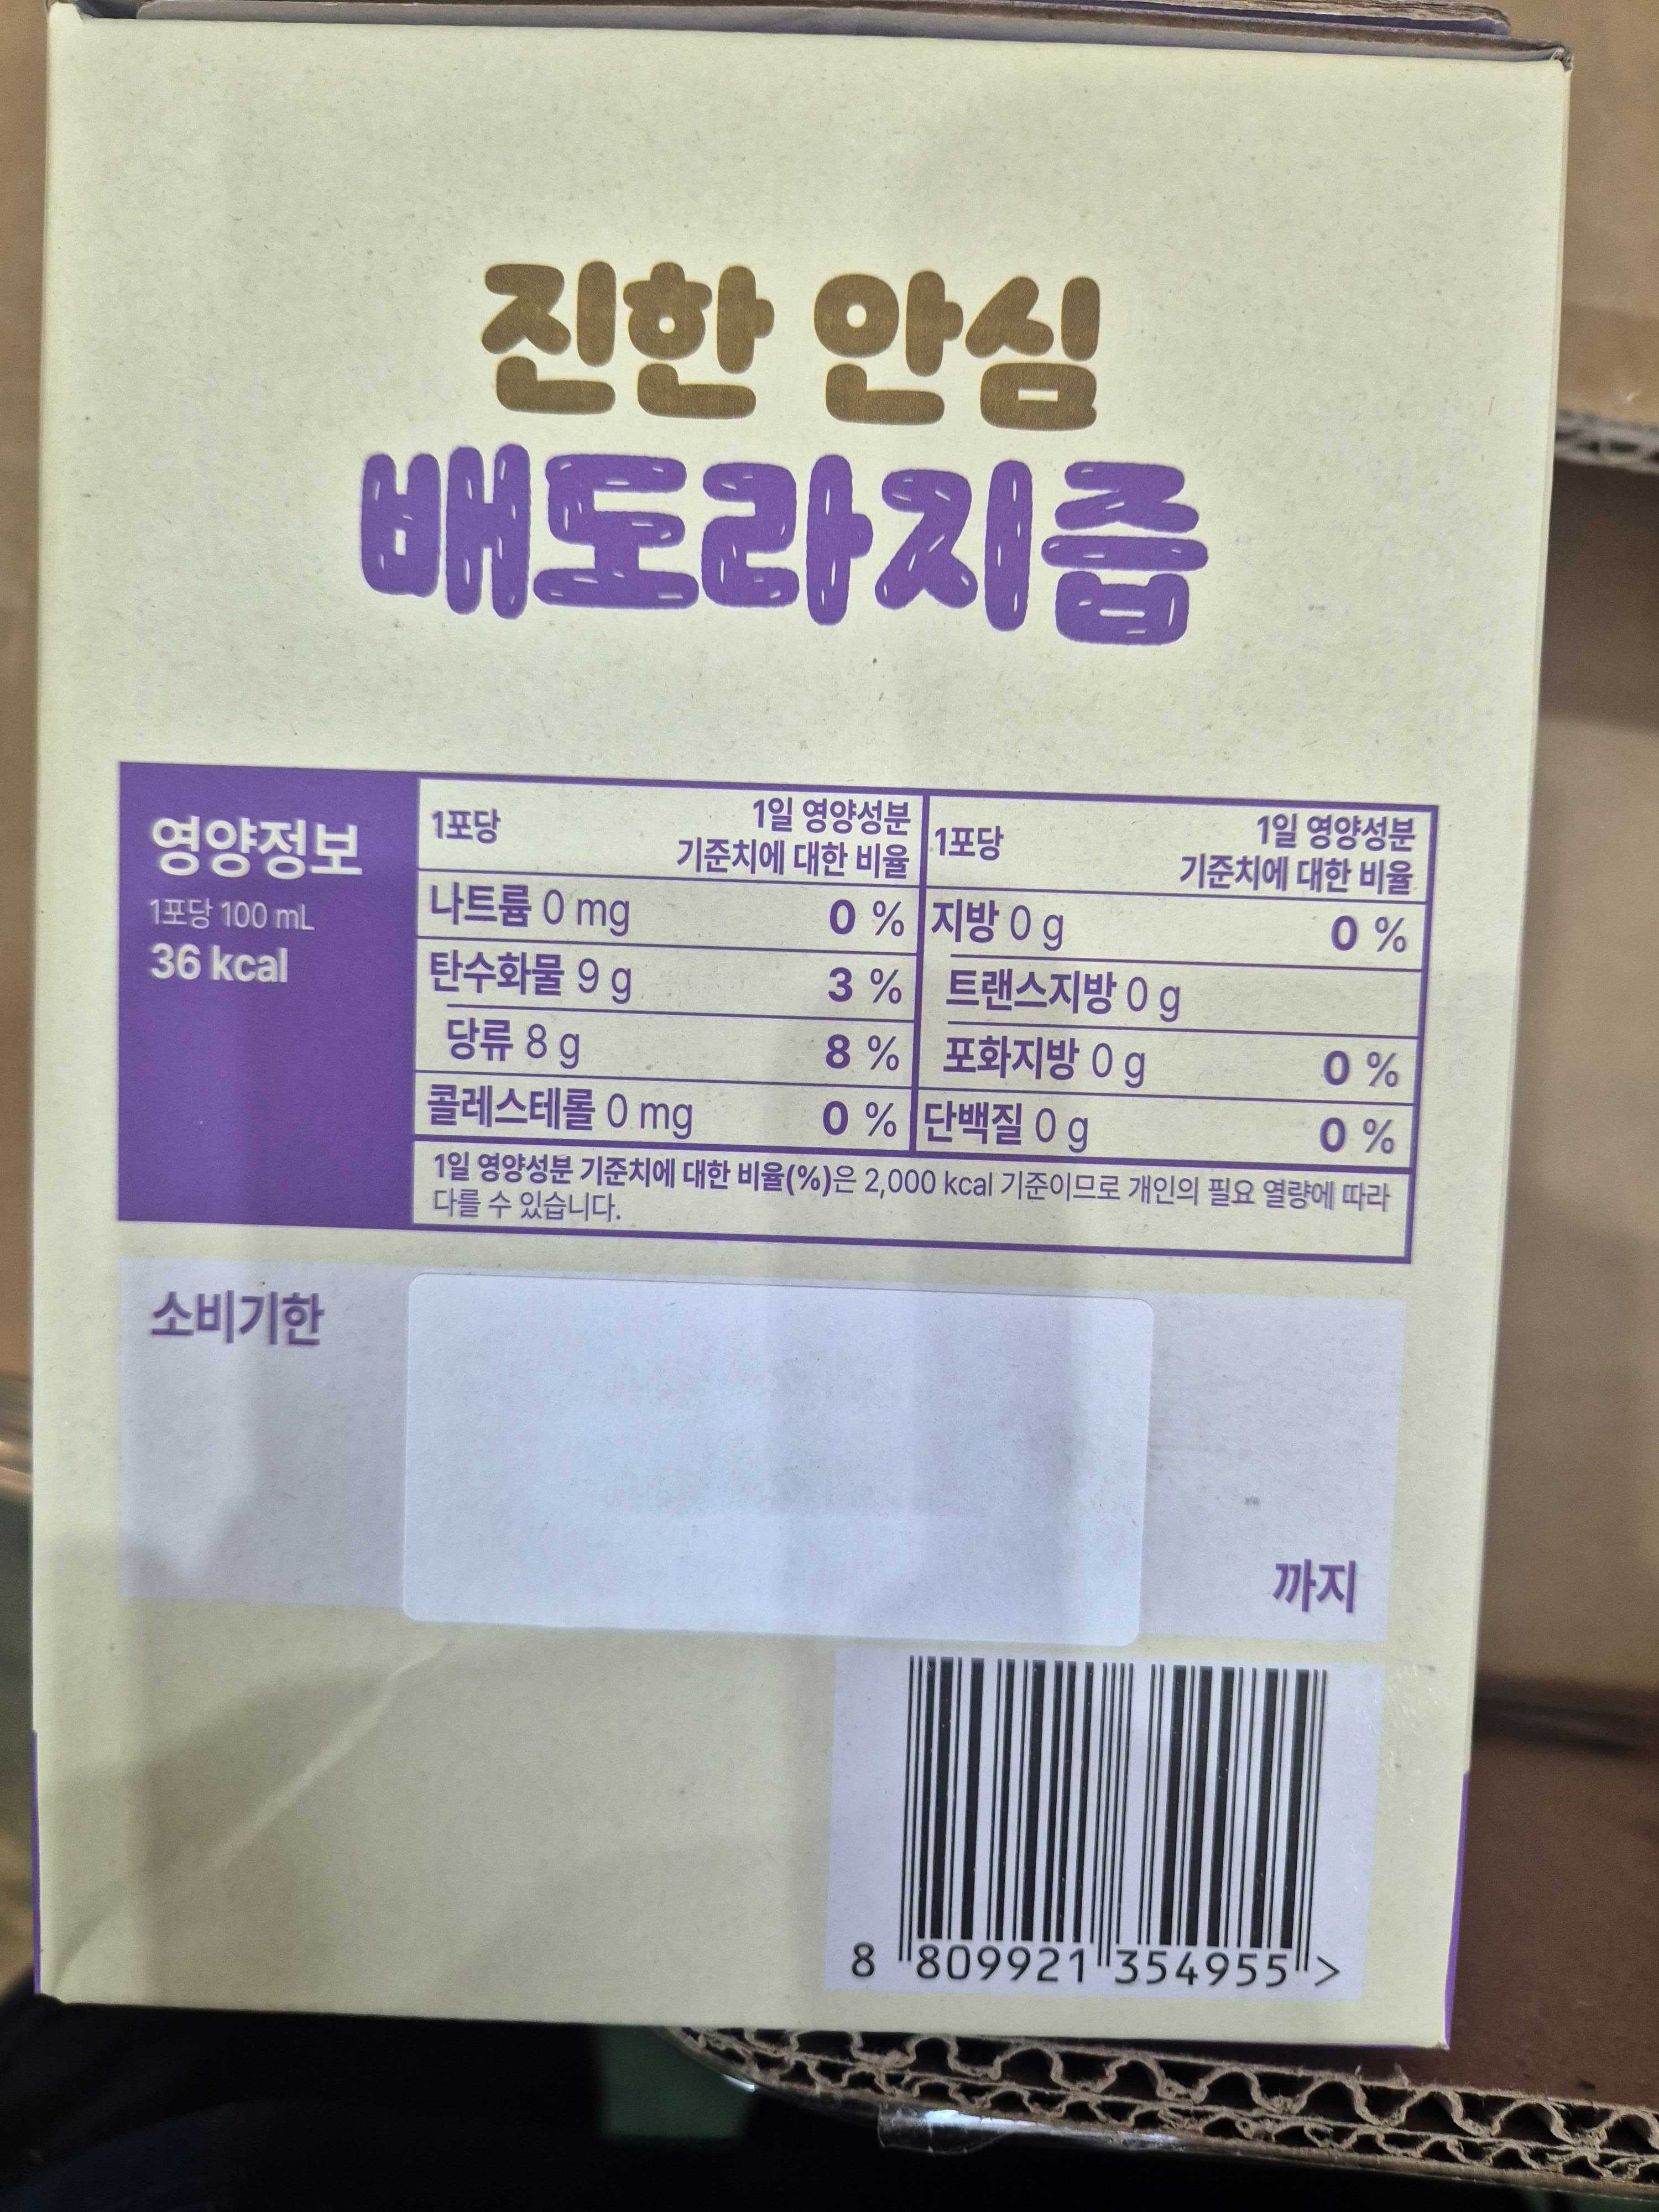 진한 안심
배도라지즙
영양정보
1포당 100 mL
36 kcal
1포당 1일 영양성분 기준치에 대한 비율
나트륨 0 mg 0 %
탄수화물 9 g 3 %
당류 8 g 8 %
콜레스테롤 0 mg 0 %
1포당 1일 영양성분 기준치에 대한 비율
지방 0 g 0 %
트랜스지방 0 g
포화지방 0 g 0 %
단백질 0 g 0 %
1일 영양성분 기준치에 대한 비율(%)은 2,000 kcal 기준이므로 개인의 필요 열량에 따라
다를 수 있습니다.
소비기한
까지
8 809921 354955 >